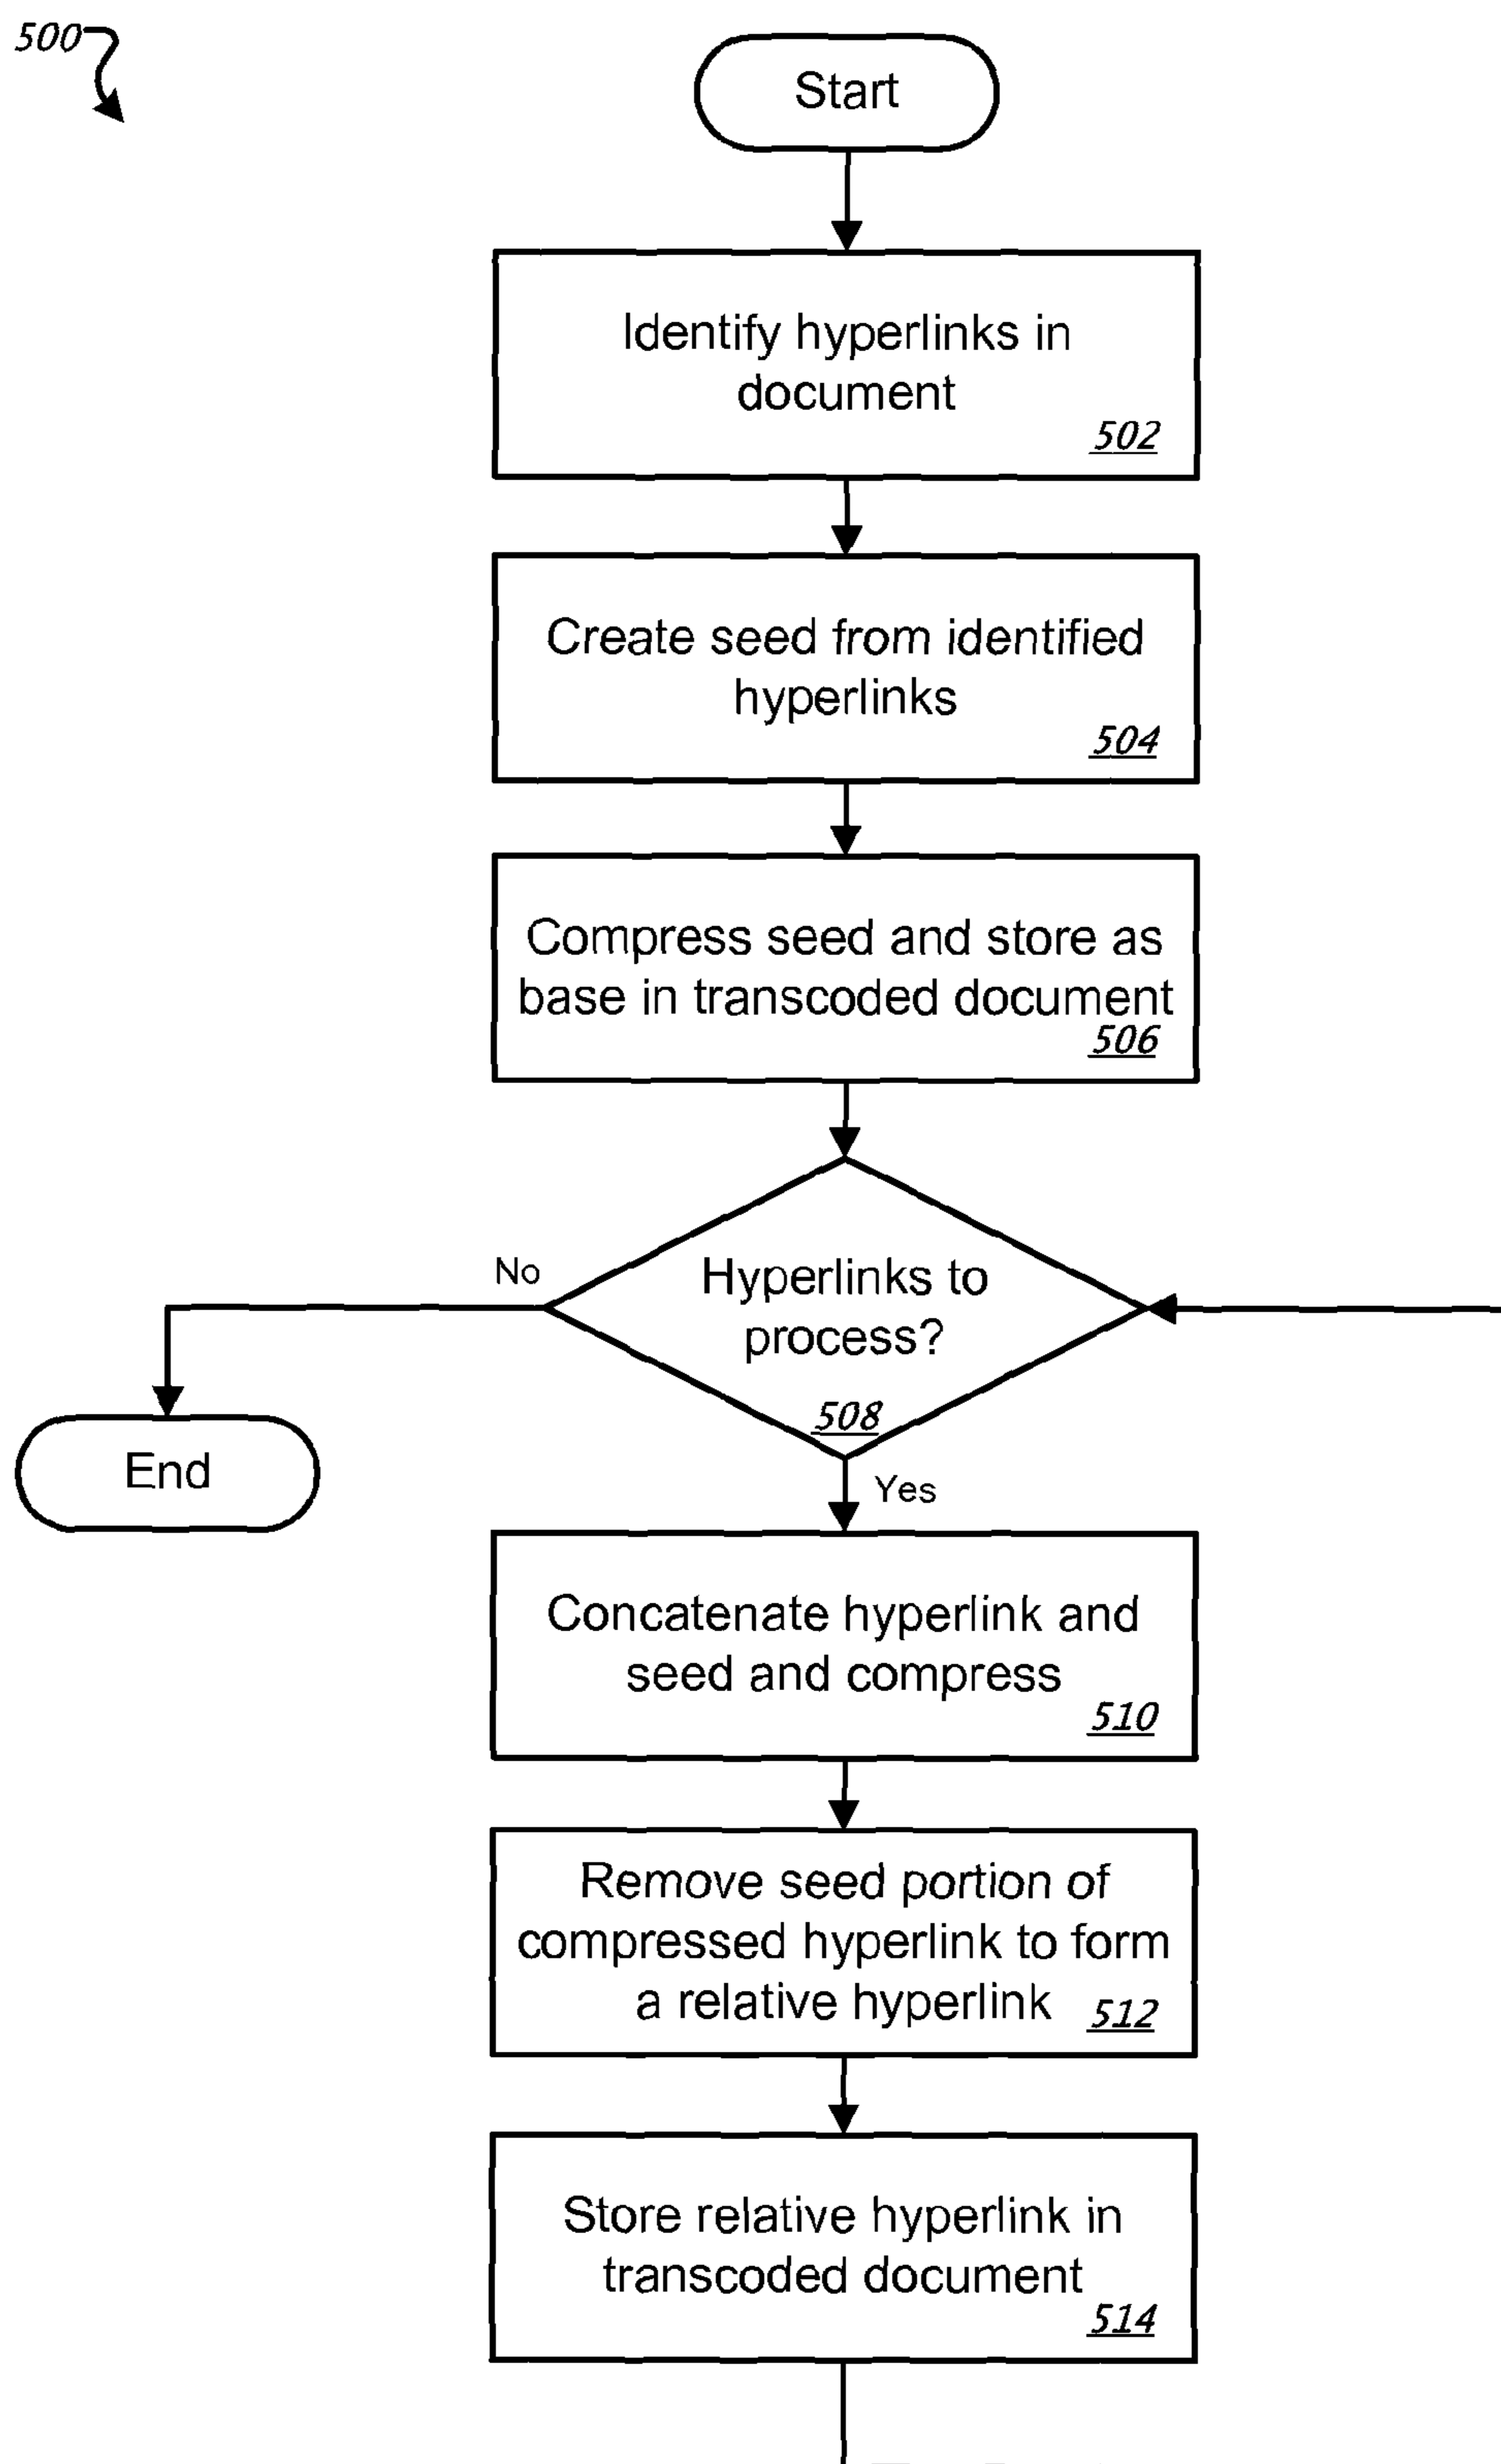 500
Start
Identify hyperlinks in
document
502
Create seed from identified
hyperlinks
504
Compress seed and store as
base in transcoded document
506
No
Hyperlinks to
process?
508
End
Yes
Concatenate hyperlink and
seed and compress
510
Remove seed portion of
compressed hyperlink to form
a relative hyperlink 512
Store relative hyperlink in
transcoded document
514